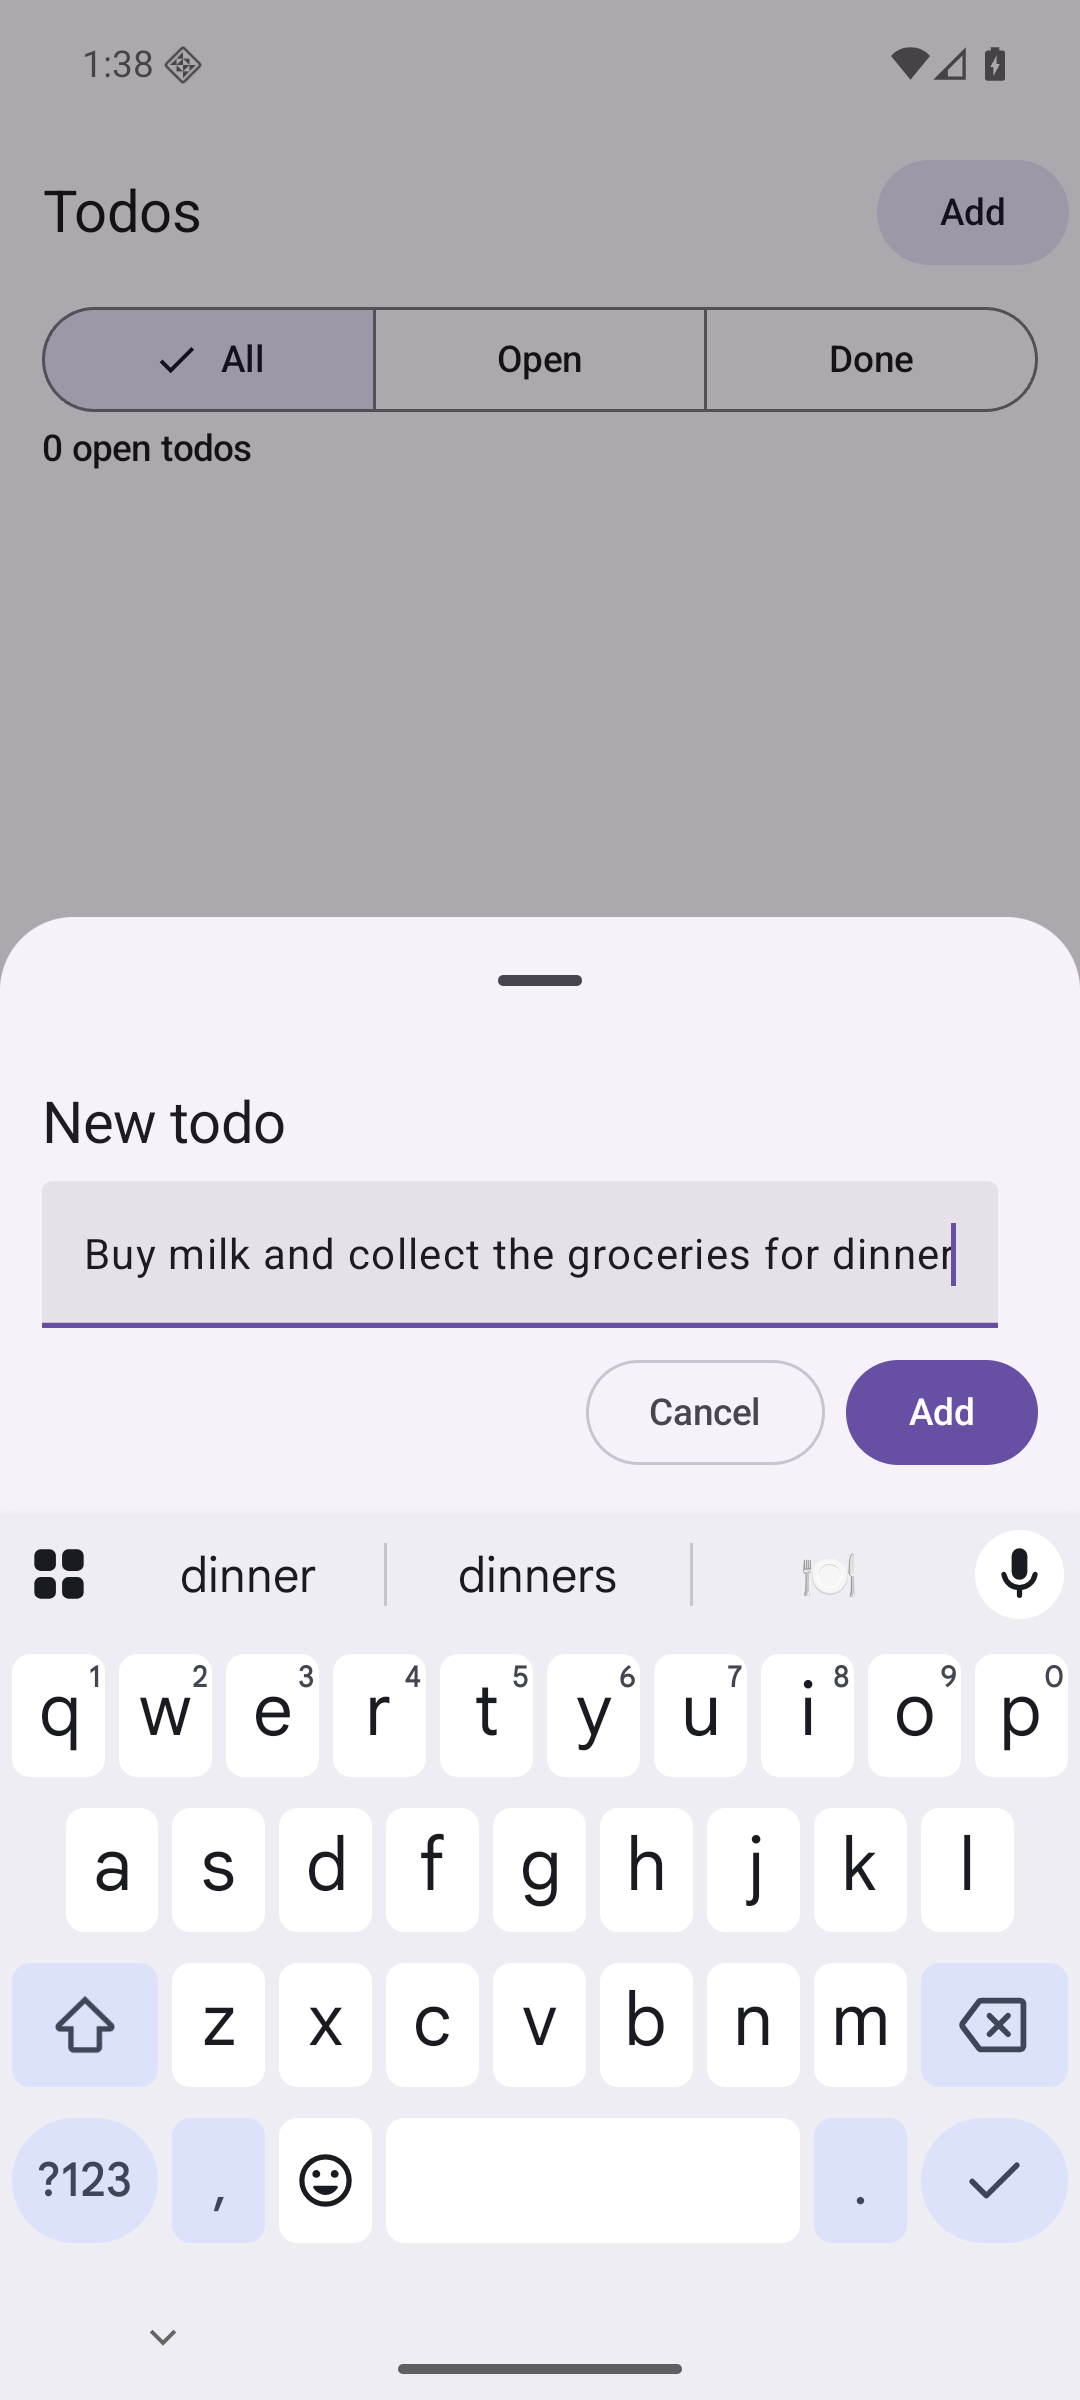 1:38
Todos
Add
All
Open
Done
0 open todos
New todo
Buy milk and collect the groceries for dinner
Cancel
Add
dinner
dinners
q1 w2 e3 r4 t5 y6 u7 i8 o9 p0
a s d f g h j k l
z x c v b n m
?123 , .